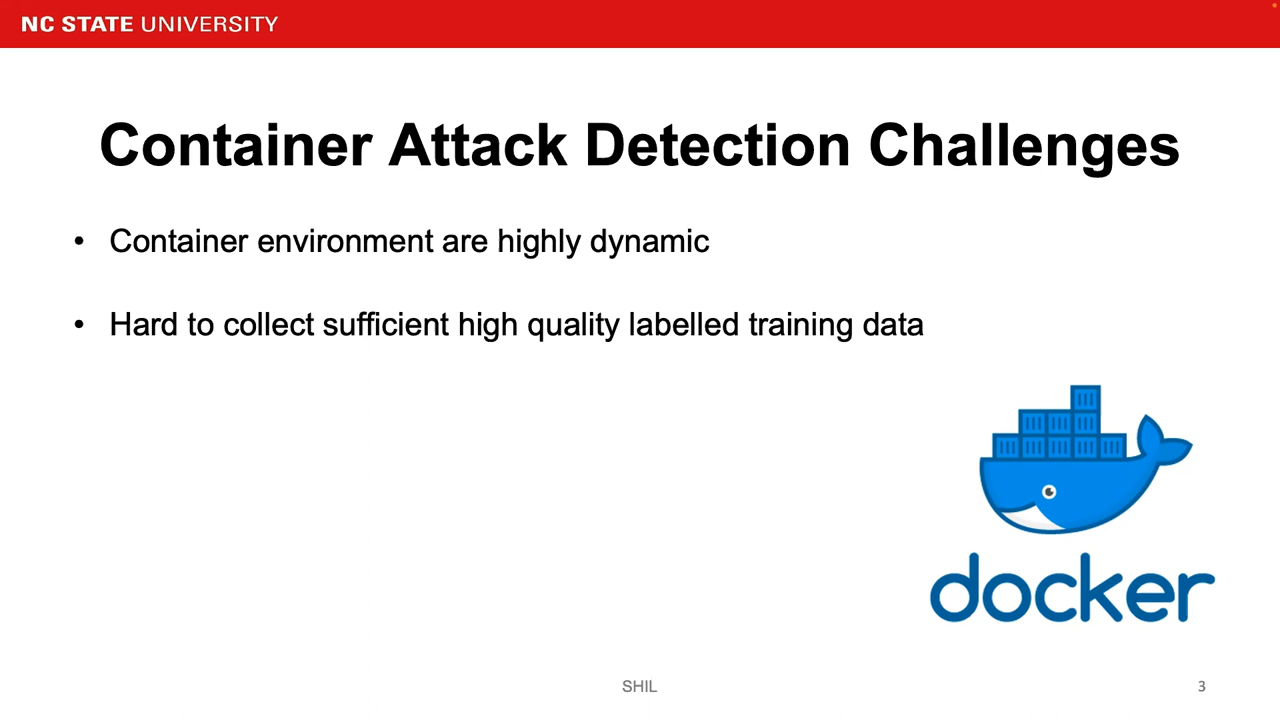 NC STATE UNIVERSITY
Container Attack Detection Challenges
• Container environment are highly dynamic
• Hard to collect sufficient high quality labelled training data
docker
SHIL
3